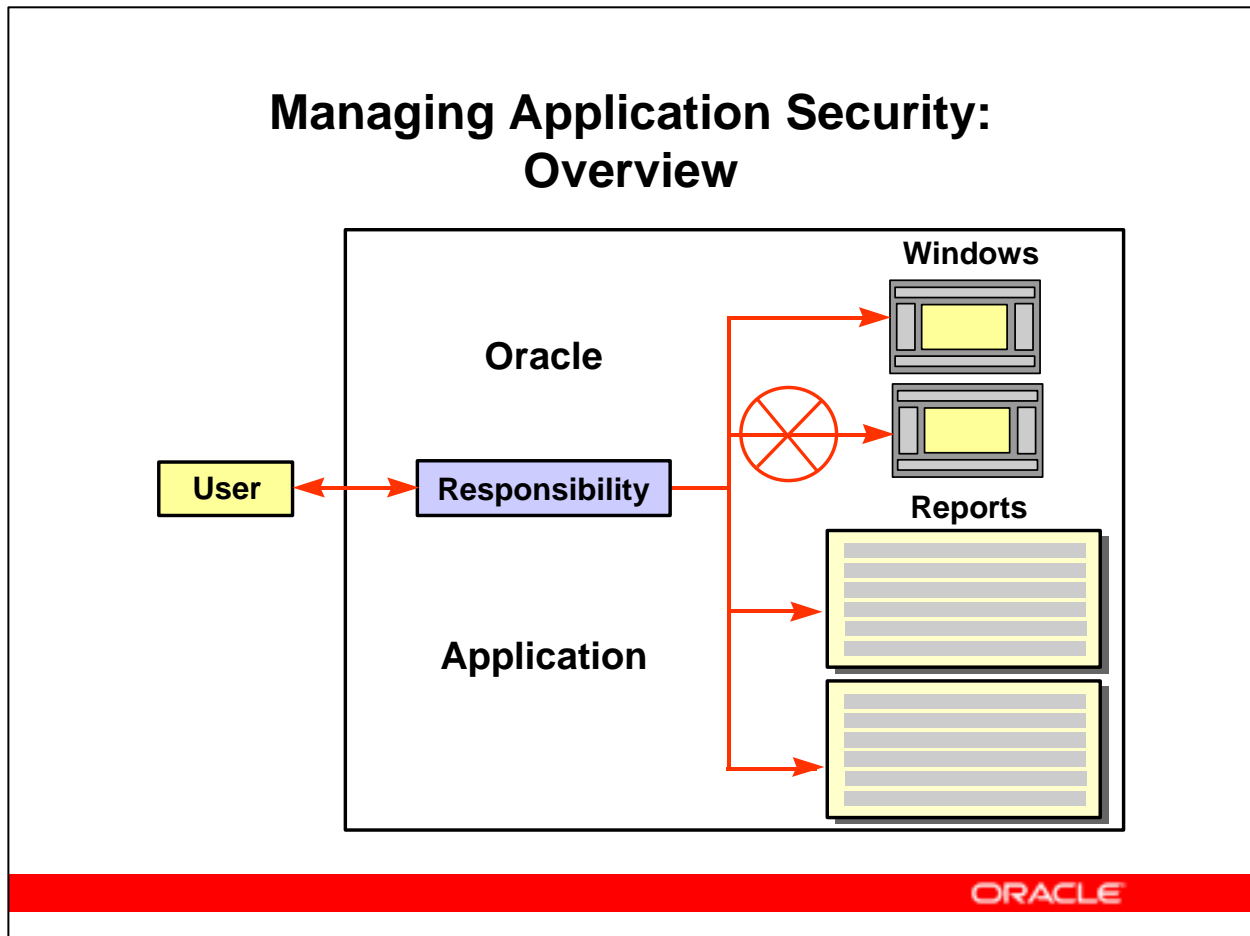 Managing Application Security:
Overview
Windows
Oracle
User
Responsibility
Reports
Application
ORACLE